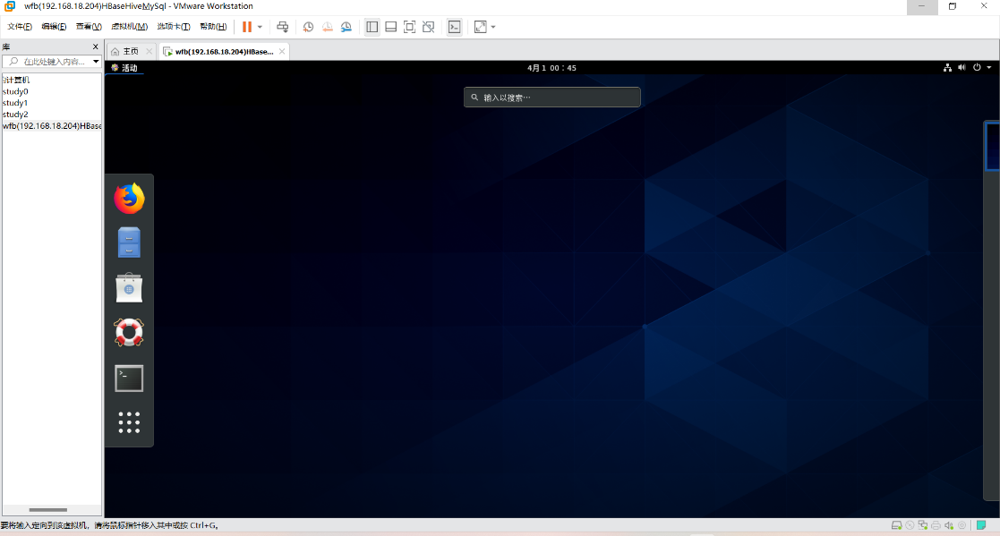 wfb(192.168.18.204)HBaseHiveMySql - VMware Workstation
文件(F) 编辑(E) 查看(V) 虚拟机(M) 选项卡(T) 帮助(H)
库
主页
wfb(192.168.18.204)HBase...
在此处键入内容...
活动
4月 1 00：45
计算机
输入以搜索…
study0
study1
study2
wfb(192.168.18.204)HBase
要将输入定向到该虚拟机，请将鼠标指针移入其中或按 Ctrl+G。